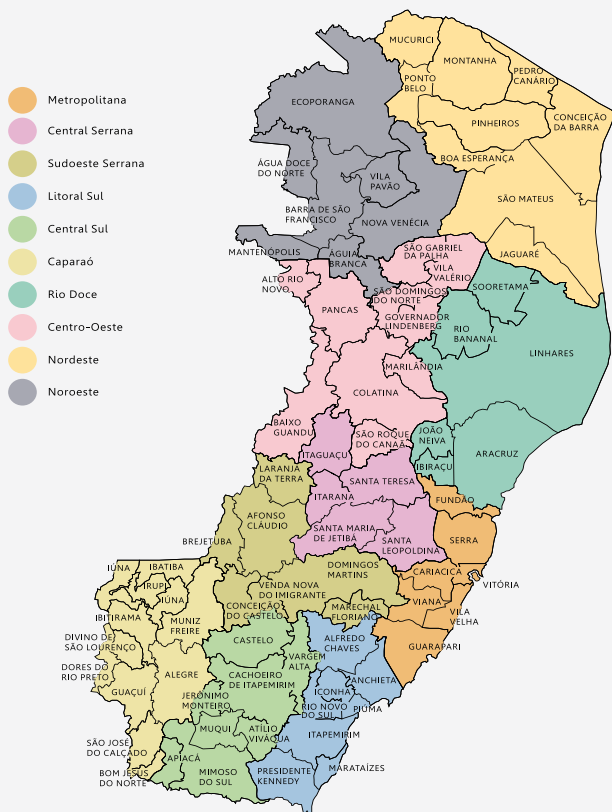 Metropolitana
Central Serrana
Sudoeste Serrana
Litoral Sul
Central Sul
Caparaó
Rio Doce
Centro-Oeste
Nordeste
Noroeste
MUCURICI
MONTANHA
PEDRO
CANÁRIO
PONTO
BELO
ECOPORANGA
PINHEIROS
CONCEIÇÃO
DA BARRA
BOA ESPERANÇA
ÁGUA DOCE
DO NORTE
VILA
PAVÃO
SÃO MATEUS
BARRA DE SÃO
FRANCISCO
NOVA VENÉCIA
MANTENÓPOLIS
ÁGUIA
BRANCA
SÃO GABRIEL
DA PALHA
JAGUARÉ
VILA
VALÉRIO
ALTO RIO
NOVO
SÃO DOMINGOS
DO NORTE
SOORETAMA
PANCAS
GOVERNADOR
LINDENBERG
RIO
BANANAL
LINHARES
MARILÂNDIA
COLATINA
BAIXO
GUANDU
SÃO ROQUE
DO CANAÃ
JOÃO
NEIVA
ITAGUAÇU
IBIRAÇU
ARACRUZ
LARANJA
DA TERRA
SANTA TERESA
ITARANA
FUNDÃO
AFONSO
CLÁUDIO
SANTA MARIA
DE JETIBÁ
SANTA
LEOPOLDINA
SERRA
BREJETUBA
IÚNA
IBATIBA
DOMINGOS
MARTINS
CARIACICA
VITÓRIA
IRUPI
IÚNA
VENDA NOVA
DO IMIGRANTE
VIANA
IBITIRAMA
MUNIZ
FREIRE
CONCEIÇÃO
DO CASTELO
MARECHAL
FLORIANO
VILA
VELHA
DIVINO DE
SÃO LOURENÇO
CASTELO
ALFREDO
CHAVES
GUARAPARI
VARGEM
ALTA
DORES DO
RIO PRETO
ALEGRE
CACHOEIRO
DE ITAPEMIRIM
ANCHIETA
GUAÇUÍ
JERÔNIMO
MONTEIRO
ICONHA
RIO NOVO
DO SUL
PIÚMA
MUQUI
ATÍLIO
VIVÁQUA
ITAPEMIRIM
SÃO JOSÉ
DO CALÇADO
APIACÁ
MARATAÍZES
BOM JESUS
DO NORTE
MIMOSO
DO SUL
PRESIDENTE
KENNEDY